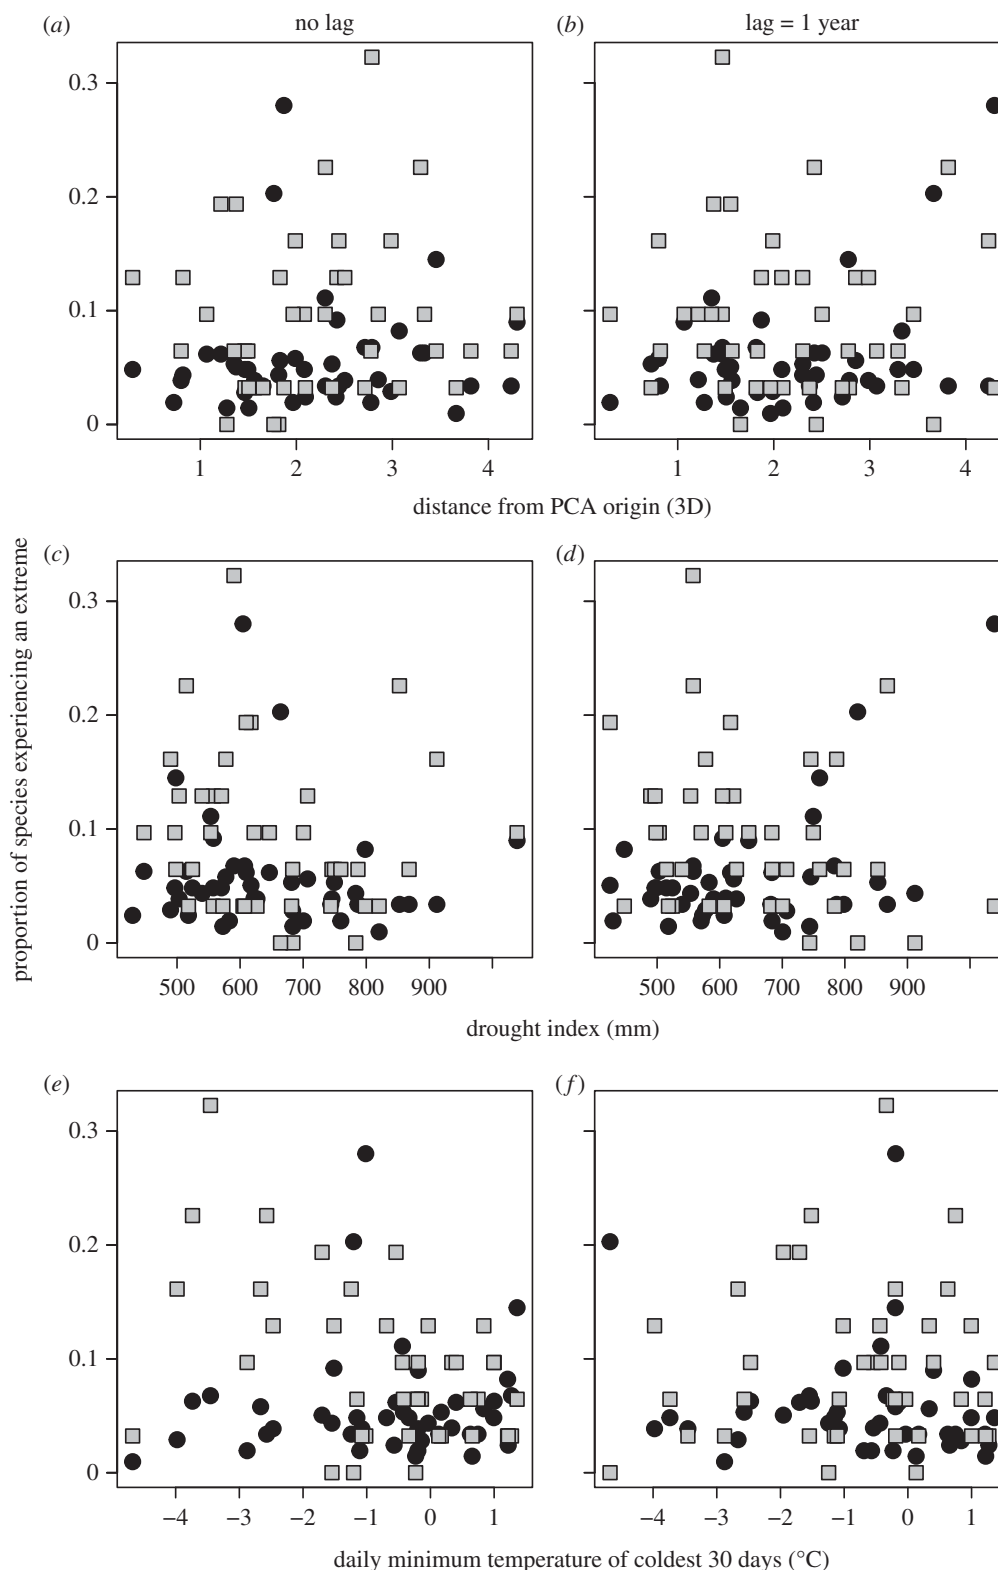 (a) no lag (b) lag = 1 year
0.3
0.2
0.1
0
1 2 3 4 1 2 3 4
distance from PCA origin (3D)
(c) (d)
proportion of species experiencing an extreme
0.3
0.2
0.1
0
500 600 700 800 900 500 600 700 800 900
drought index (mm)
(e) (f)
0.3
0.2
0.1
0
−4 −3 −2 −1 0 1 −4 −3 −2 −1 0 1
daily minimum temperature of coldest 30 days (°C)